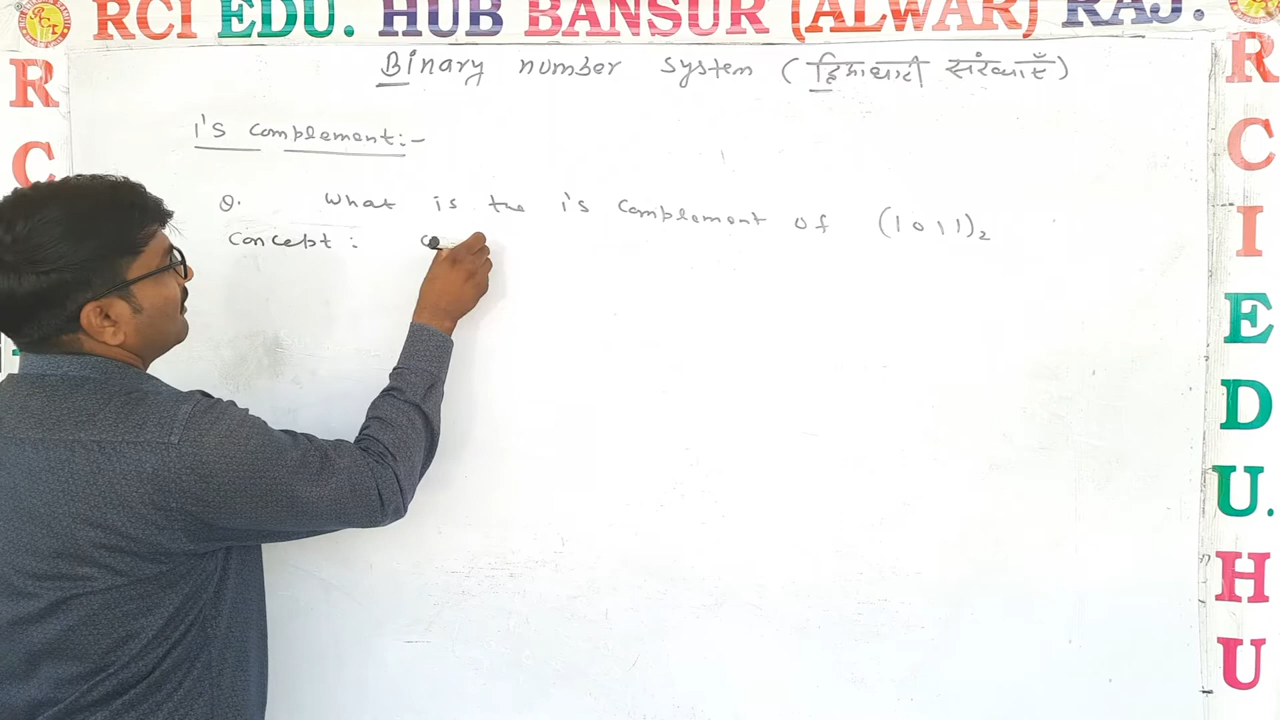 RCI EDU. HUB BANSUR (ALWAR) RAJ.
Binary number system (द्विआधारी संख्याएँ)
1's complement:-
Q. What is the 1's complement of (1011)₂
concept :
R
C
R
C
I
E
D
U.
H
U